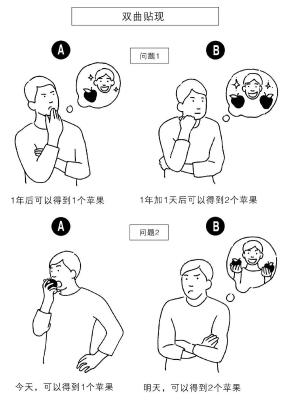 双曲贴现
A
问题1
B
1年后可以得到1个苹果
1年加1天后可以得到2个苹果
A
问题2
B
今天，可以得到1个苹果
明天，可以得到2个苹果